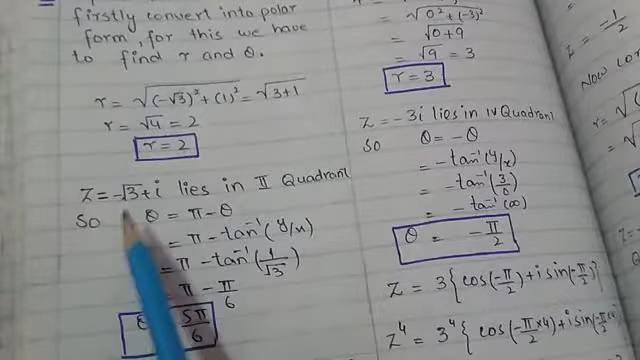 firstly convert into polar
form, for this we have
to find r and θ.
r = √(-√3)² + (1)² = √3+1
r = √4 = 2
r = 2
Z = -√3 + i lies in II Quadrant
so θ = π - θ
= π - tan⁻¹(y/x)
= π - tan⁻¹(1/√3)
= π - π/6
5π/6
= √0² + (-3)²
= √0+9
= √9 = 3
r = 3
Z = -3i lies in IV Quadrant
so θ = -θ
= -tan⁻¹(y/x)
= -tan⁻¹(3/0)
= -tan⁻¹(∞)
θ = -π/2
Z = 3{cos(-π/2) + i sin(-π/2)}
Z⁴ = 3⁴{cos(-π/2 × 4) + i sin(-π/2
Z = -1/2
Now con
r = √(